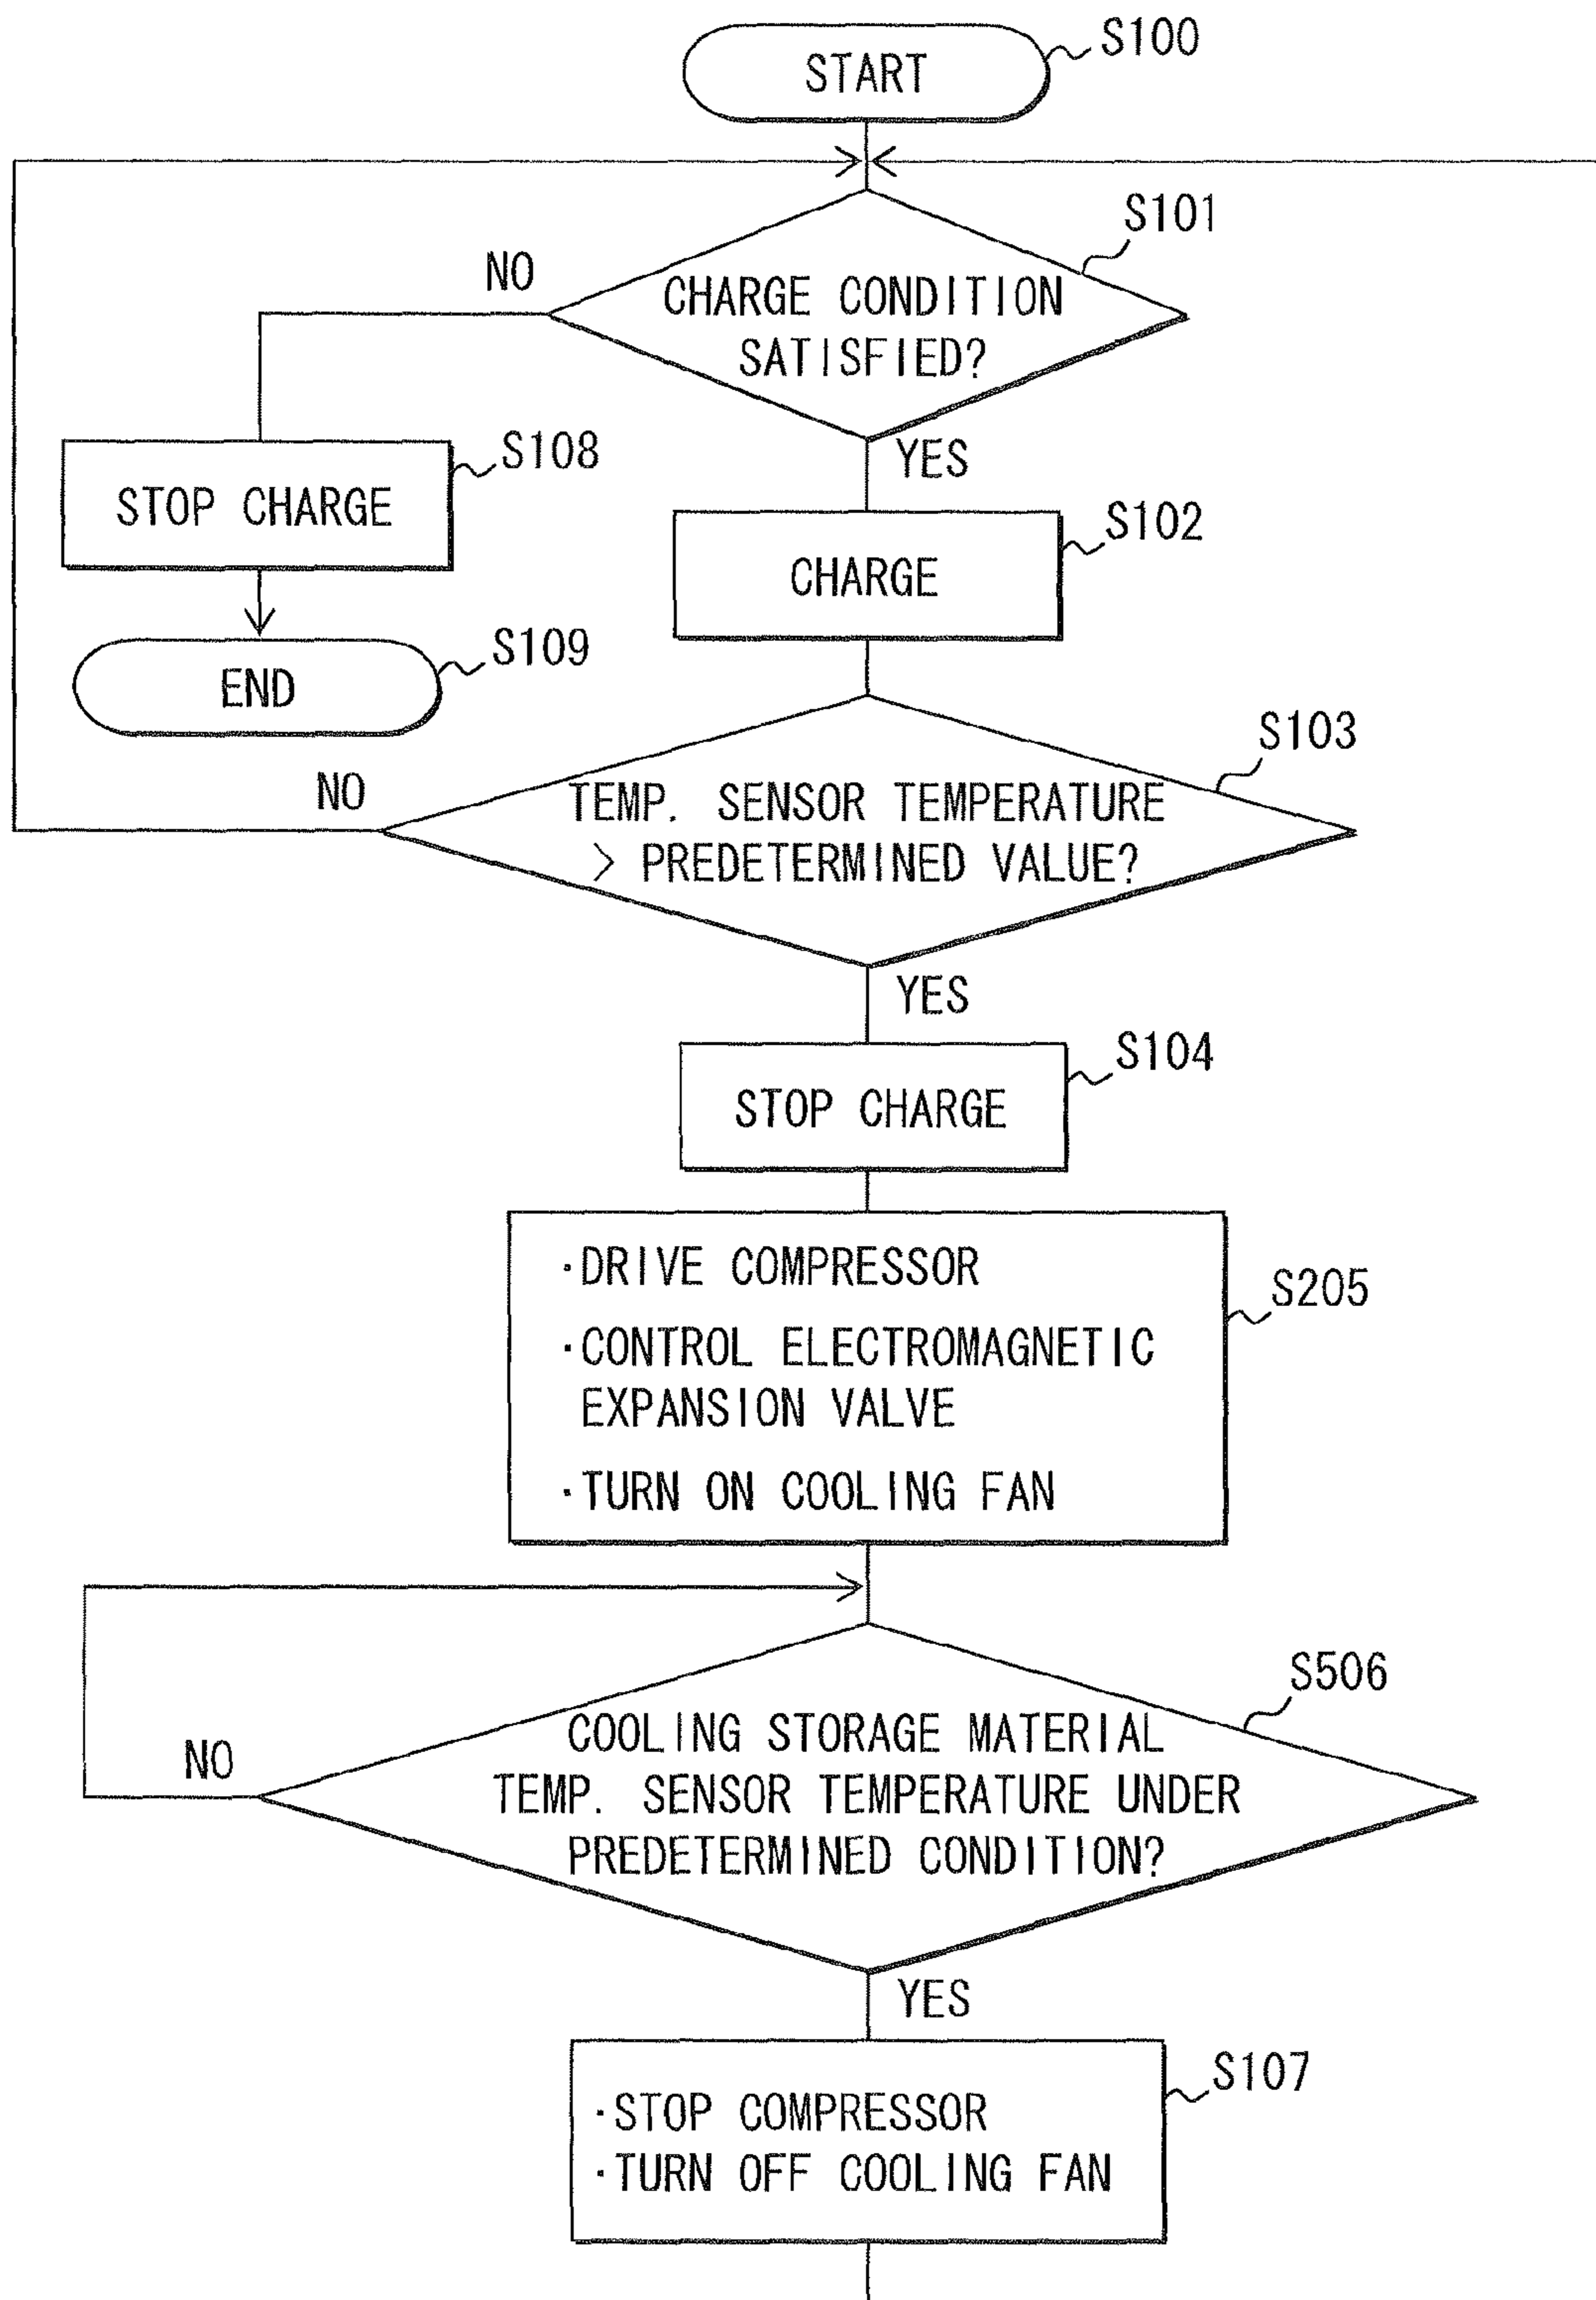 START
S100
S101
NO
CHARGE CONDITION
SATISFIED?
YES
S108
STOP CHARGE
S102
CHARGE
S109
END
S103
NO
TEMP. SENSOR TEMPERATURE
> PREDETERMINED VALUE?
YES
S104
STOP CHARGE
S205
·DRIVE COMPRESSOR
·CONTROL ELECTROMAGNETIC
EXPANSION VALVE
·TURN ON COOLING FAN
S506
NO
COOLING STORAGE MATERIAL
TEMP. SENSOR TEMPERATURE UNDER
PREDETERMINED CONDITION?
YES
S107
·STOP COMPRESSOR
·TURN OFF COOLING FAN